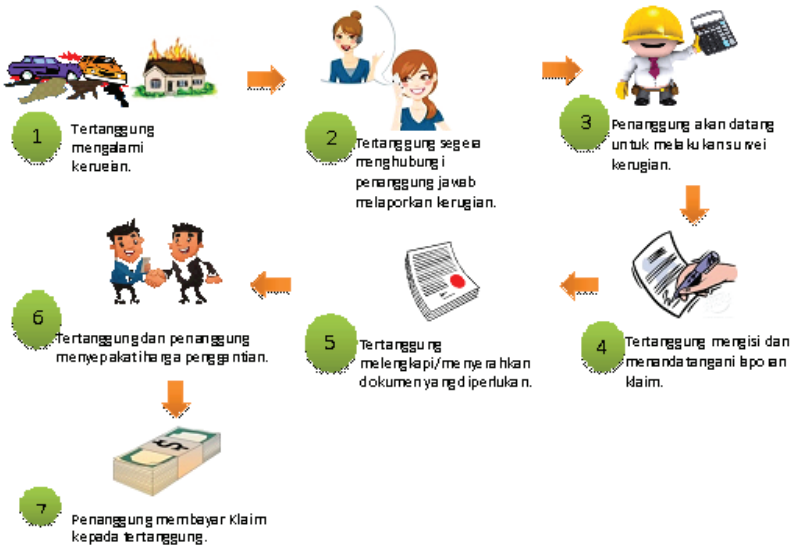 1
Tertanggung
mengalami
kerugian.
2
Tertanggung segera
menghubungi
penanggung jawab
melaporkan kerugian.
3
Penanggung akan datang
untuk melakukan survei
kerugian.
4
Tertanggung mengisi dan
menandatangani laporan
klaim.
5
Tertanggung
melengkapi/menyerahkan
dokumen yang diperlukan.
6
Tertanggung dan penanggung
menyepakati harga penggantian.
$
7
Penanggung membayar Klaim
kepada tertanggung.